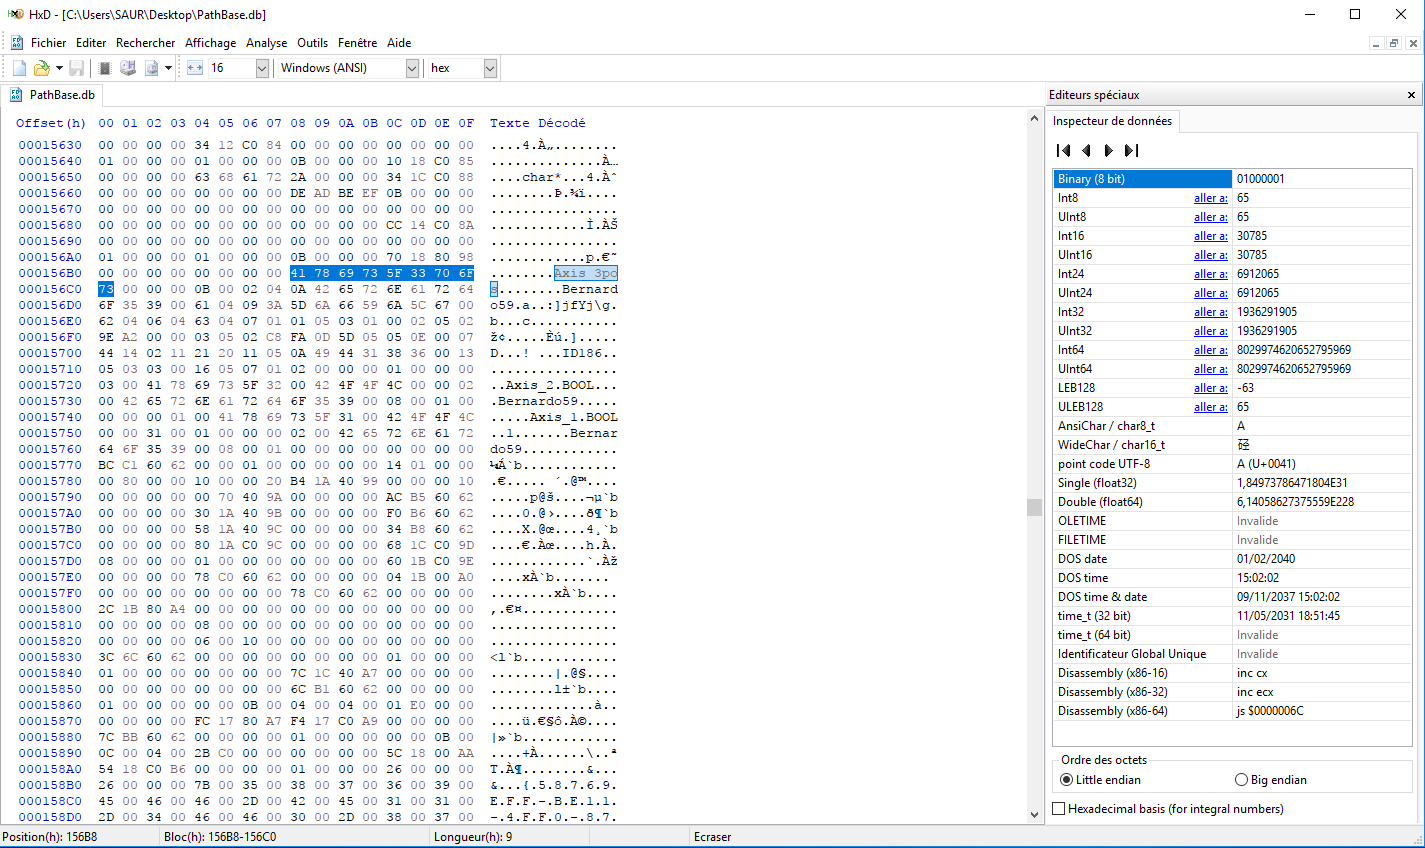 HxD - [C:\Users\SAUR\Desktop\PathBase.db]
Fichier Editer Rechercher Affichage Analyse Outils Fenêtre Aide
16 Windows (ANSI) hex
PathBase.db
Offset(h) 00 01 02 03 04 05 06 07 08 09 0A 0B 0C 0D 0E 0F Texte Décodé
00015630 00 00 00 00 34 12 C0 84 00 00 00 00 00 00 00 00 ....4.À„........
00015640 01 00 00 00 01 00 00 00 0B 00 00 00 10 18 C0 85 ..............À…
00015650 00 00 00 00 63 68 61 72 2A 00 00 00 34 1C C0 88 ....char*...4.Àˆ
00015660 00 00 00 00 00 00 00 00 DE AD BE EF 0B 00 00 00 ........Þ.¾ï....
00015670 00 00 00 00 00 00 00 00 00 00 00 00 00 00 00 00 ................
00015680 00 00 00 00 00 00 00 00 00 00 00 00 CC 14 C0 8A ............Ì.ÀŠ
00015690 00 00 00 00 00 00 00 00 00 00 00 00 00 00 00 00 ................
000156A0 01 00 00 00 01 00 00 00 0B 00 00 00 70 18 80 98 ............p.€˜
000156B0 00 00 00 00 00 00 00 00 41 78 69 73 5F 33 70 6F ........Axis_3po
000156C0 73 00 00 00 0B 00 02 04 0A 42 65 72 6E 61 72 64 s........Bernard
000156D0 6F 35 39 00 61 04 09 3A 5D 6A 66 59 6A 5C 67 00 o59.a..:]jfYj\g.
000156E0 62 04 06 04 63 04 07 01 01 05 03 01 00 02 05 02 b...c...........
000156F0 9E A2 00 00 03 05 02 C8 FA 0D 5D 05 05 0E 00 07 ž¢.....Èú.].....
00015700 44 14 02 11 21 20 11 05 0A 49 44 31 38 36 00 13 D...! ...ID186..
00015710 05 03 03 00 16 05 07 01 02 00 00 00 01 00 00 00 ................
00015720 03 00 41 78 69 73 5F 32 00 42 4F 4F 4C 00 00 02 ..Axis_2.BOOL...
00015730 00 42 65 72 6E 61 72 64 6F 35 39 00 08 00 01 00 .Bernardo59.....
00015740 00 00 00 01 00 41 78 69 73 5F 31 00 42 4F 4F 4C .....Axis_1.BOOL
00015750 00 00 31 00 01 00 00 00 02 00 42 65 72 6E 61 72 ..1.......Bernar
00015760 64 6F 35 39 00 08 00 01 00 00 00 00 00 00 00 00 do59............
00015770 BC C1 60 62 00 00 01 00 00 00 00 00 14 01 00 00 ¼Á`b............
00015780 00 80 00 00 10 00 00 20 B4 1A 40 99 00 00 00 10 .€..... ´.@™....
00015790 00 00 00 00 00 70 40 9A 00 00 00 00 AC B5 60 62 .....p@š....¬µ`b
000157A0 00 00 00 00 30 1A 40 9B 00 00 00 00 F0 B6 60 62 ....0.@›....ð¶`b
000157B0 00 00 00 00 58 1A 40 9C 00 00 00 00 34 B8 60 62 ....X.@œ....4¸`b
000157C0 00 00 00 00 80 1A C0 9C 00 00 00 00 68 1C C0 9D ....€.Àœ....h.À.
000157D0 08 00 00 00 01 00 00 00 00 00 00 00 60 1B C0 9E ............`.Àž
000157E0 00 00 00 00 78 C0 60 62 00 00 00 00 04 1B 00 A0 ....xÀ`b.......
000157F0 00 00 00 00 00 00 00 00 78 C0 60 62 00 00 00 00 ........xÀ`b....
00015800 2C 1B 80 A4 00 00 00 00 00 00 00 00 00 00 00 00 ,.€¤............
00015810 00 00 00 00 08 00 00 00 00 00 00 00 00 00 00 00 ................
00015820 00 00 00 00 06 00 10 00 00 00 00 00 00 00 00 00 ................
00015830 3C 6C 60 62 00 00 00 00 00 00 00 00 01 00 00 00 <l`b............
00015840 01 00 00 00 00 00 00 00 7C 1C 40 A7 00 00 00 00 ........|.@§....
00015850 00 00 00 00 00 00 00 00 6C B1 60 62 00 00 00 00 ........l±`b....
00015860 01 00 00 00 00 00 0B 00 04 00 04 00 01 E0 00 00 .............à..
00015870 00 00 00 00 FC 17 80 A7 F4 17 C0 A9 00 00 00 00 ....ü.€§ô.À©....
00015880 7C BB 60 62 00 00 00 00 01 00 00 00 00 00 0B 00 |»`b............
00015890 0C 00 04 00 2B C0 00 00 00 00 00 00 5C 18 00 AA ....+À......\..ª
000158A0 54 18 C0 B6 00 00 00 00 01 00 00 00 26 00 00 00 T.À¶........&...
000158B0 26 00 00 00 7B 00 35 00 38 00 37 00 36 00 39 00 &...{.5.8.7.6.9.
000158C0 45 00 46 00 46 00 2D 00 42 00 45 00 31 00 31 00 E.F.F.-.B.E.1.1.
000158D0 2D 00 34 00 46 00 46 00 30 00 2D 00 38 00 37 00 -.4.F.F.0.-.8.7.
Editeurs spéciaux
Inspecteur de données
Binary (8 bit) 01000001
Int8 aller a: 65
UInt8 aller a: 65
Int16 aller a: 30785
UInt16 aller a: 30785
Int24 aller a: 6912065
UInt24 aller a: 6912065
Int32 aller a: 1936291905
UInt32 aller a: 1936291905
Int64 aller a: 8029974620652795969
UInt64 aller a: 8029974620652795969
LEB128 aller a: -63
ULEB128 aller a: 65
AnsiChar / char8_t A
WideChar / char16_t
point code UTF-8 A (U+0041)
Single (float32) 1,84973786471804E31
Double (float64) 6,14058627375559E228
OLETIME Invalide
FILETIME Invalide
DOS date 01/02/2040
DOS time 15:02:02
DOS time & date 09/11/2037 15:02:02
time_t (32 bit) 11/05/2031 18:51:45
time_t (64 bit) Invalide
Identificateur Global Unique Invalide
Disassembly (x86-16) inc cx
Disassembly (x86-32) inc ecx
Disassembly (x86-64) js $0000006C
Ordre des octets
Little endian Big endian
Hexadecimal basis (for integral numbers)
Position(h): 156B8 Bloc(h): 156B8-156C0 Longueur(h): 9 Ecraser